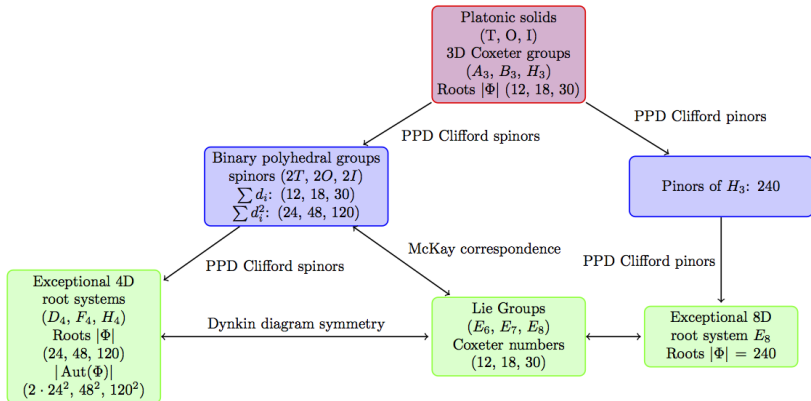 Platonic solids
(T, O, I)
3D Coxeter groups
(A₃, B₃, H₃)
Roots |Φ| (12, 18, 30)
PPD Clifford spinors
PPD Clifford pinors
Binary polyhedral groups
spinors (2T, 2O, 2I)
∑ dᵢ: (12, 18, 30)
∑ dᵢ²: (24, 48, 120)
Pinors of H₃: 240
McKay correspondence
PPD Clifford spinors
PPD Clifford pinors
Exceptional 4D
root systems
(D₄, F₄, H₄)
Roots |Φ|
(24, 48, 120)
|Aut(Φ)|
(2 · 24², 48², 120²)
Dynkin diagram symmetry
Lie Groups
(E₆, E₇, E₈)
Coxeter numbers
(12, 18, 30)
Exceptional 8D
root system E₈
Roots |Φ| = 240